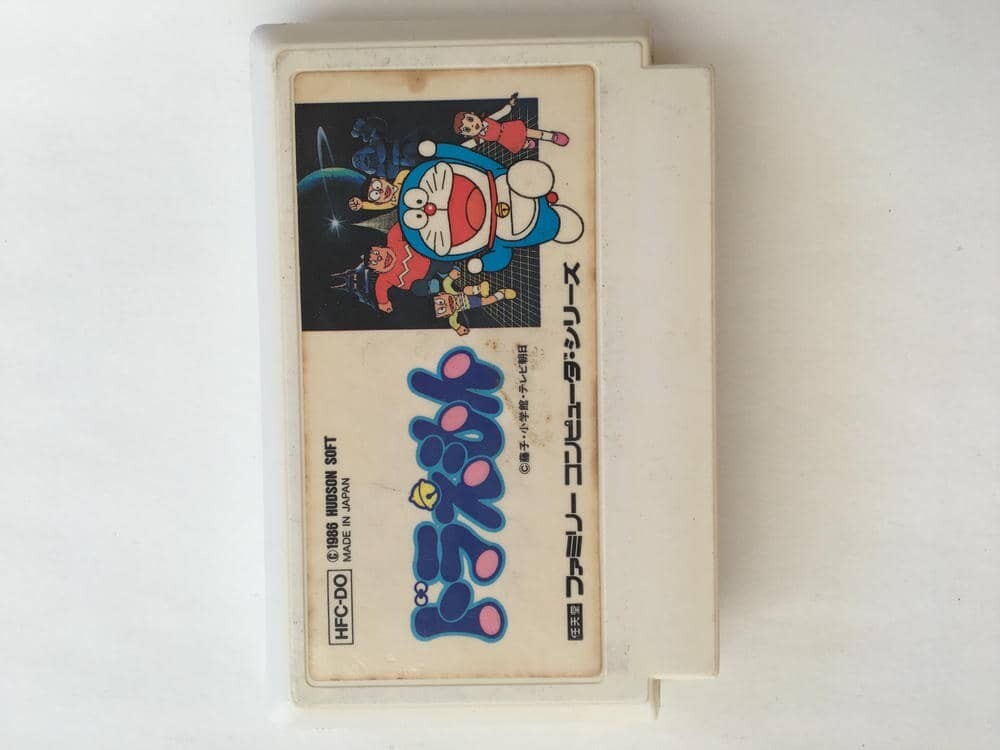 HFC-DO
©1986 HUDSON SOFT
MADE IN JAPAN
ドラえもん
©藤子・小学館・テレビ朝日
任天堂 ファミリー コンピュータ・シリーズ